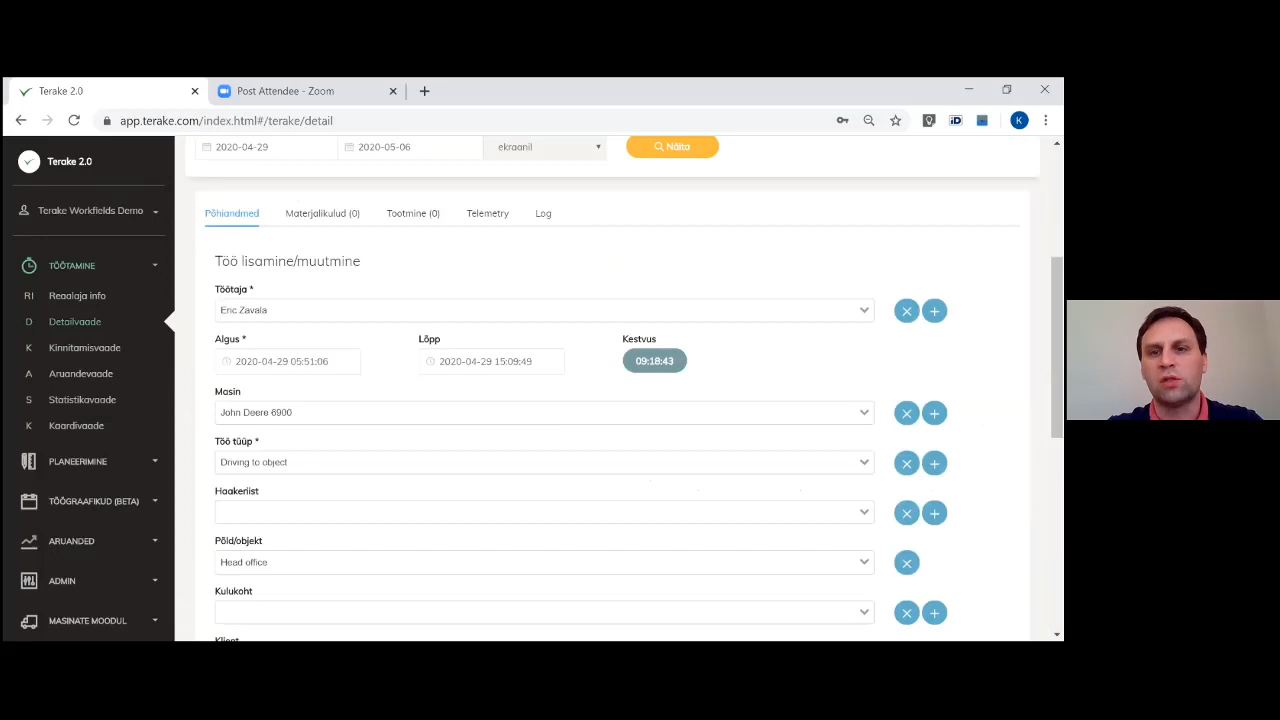 Terake 2.0
Post Attendee - Zoom
app.terake.com/index.html#/terake/detail
K
Terake 2.0
Terake Workfields Demo
TÖÖTAMINE
RI Reaalaja info
D Detailvaade
K Kinnitamisvaade
A Aruandevaade
S Statistikavaade
K Kaardivaade
PLANEERIMINE
TÖÖGRAAFIKUD (BETA)
ARUANDED
ADMIN
MASINATE MOODUL
2020-04-29
2020-05-06
ekraanil
Näita
Põhiandmed
Materjalikulud (0)
Tootmine (0)
Telemetry
Log
Töö lisamine/muutmine
Töötaja *
Eric Zavala
Algus *
Lõpp
Kestvus
2020-04-29 05:51:06
2020-04-29 15:09:49
09:18:43
Masin
John Deere 6900
Töö tüüp *
Driving to object
Haakeriist
Põld/objekt
Head office
Kulukoht
Klient